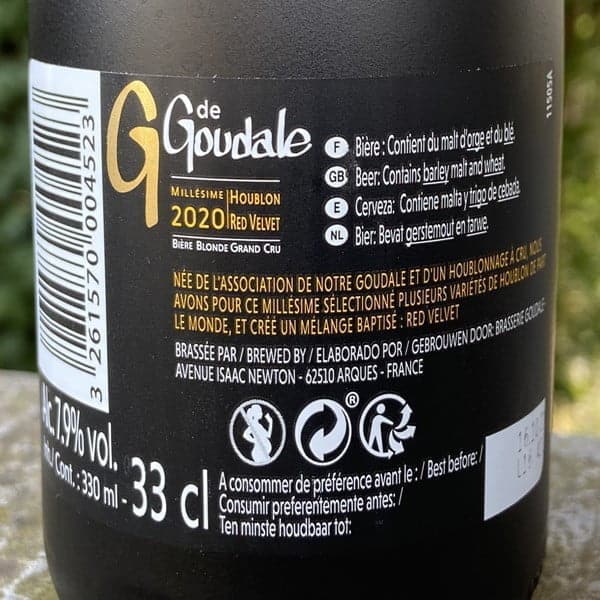 11505A
G de Goudale
MILLÉSIME HOUBLON
2020 RED VELVET
BIÈRE BLONDE GRAND CRU
F Bière : Contient du malt d'orge et du blé.
GB Beer: Contains barley malt and wheat.
E Cerveza: Contiene malta y trigo de cebada.
NL Bier: Bevat gerstemout en tarwe.
NÉE DE L'ASSOCIATION DE NOTRE GOUDALE ET D'UN HOUBLONNAGE À CRU, NOUS
AVONS POUR CE MILLÉSIME SÉLECTIONNÉ PLUSIEURS VARIÉTÉS DE HOUBLON DE PART
LE MONDE, ET CRÉÉ UN MÉLANGE BAPTISÉ : RED VELVET
BRASSÉE PAR / BREWED BY / ELABORADO POR / GEBROUWEN DOOR: BRASSERIE GOUDALE-
AVENUE ISAAC NEWTON - 62510 ARQUES - FRANCE
3 261570 004523
®
Alc. 7.9% vol.
Cont. : 330 ml - 33 cl
A consommer de préférence avant le : / Best before: /
Consumir preferentemente antes: /
Ten minste houdbaar tot: